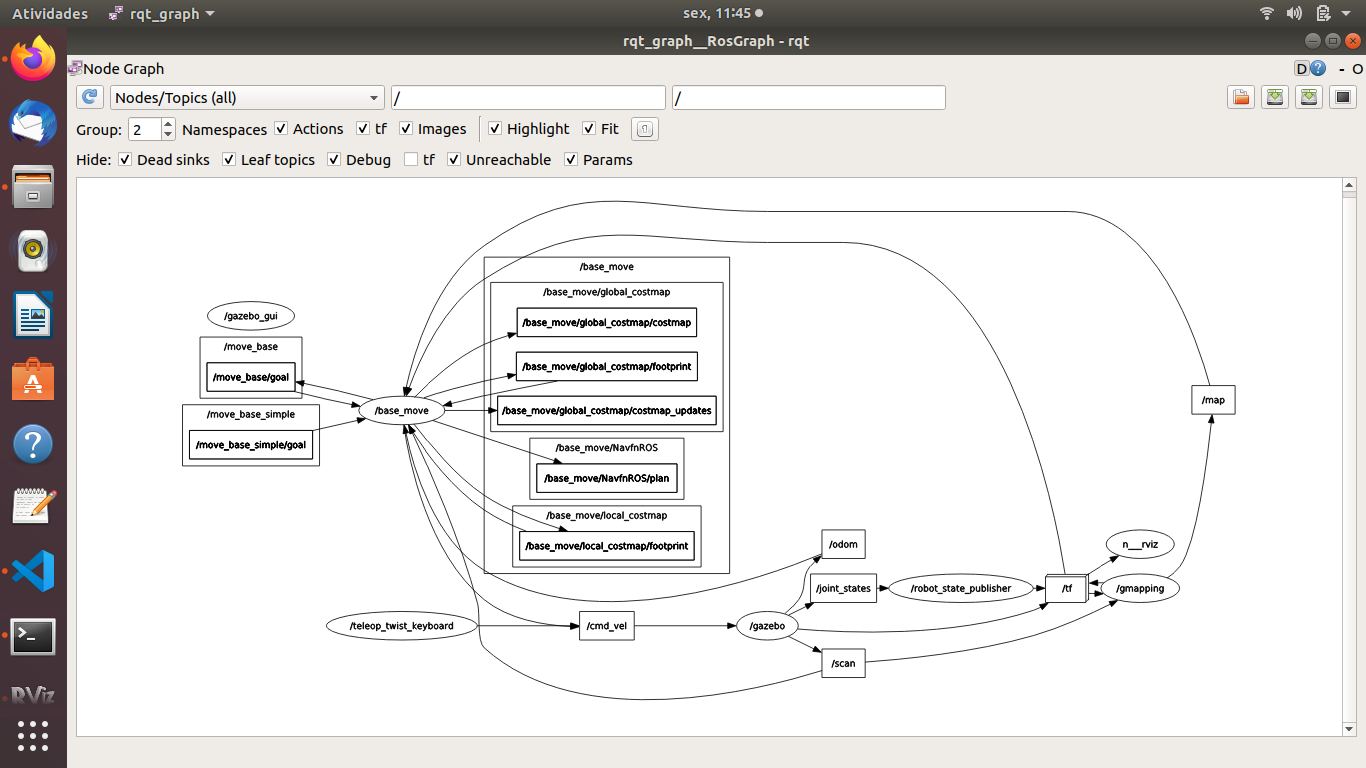 Atividades rqt_graph sex, 11:45
rqt_graph__RosGraph - rqt
Node Graph D - O
Nodes/Topics (all) / /
Group: 2 Namespaces Actions tf Images Highlight Fit
Hide: Dead sinks Leaf topics Debug tf Unreachable Params
/base_move
/base_move/global_costmap
/gazebo_gui
/base_move/global_costmap/costmap
/move_base
/base_move/global_costmap/footprint
/move_base/goal
/map
/base_move
/base_move/global_costmap/costmap_updates
/move_base_simple
/move_base_simple/goal
/base_move/NavfnROS
/base_move/NavfnROS/plan
/base_move/local_costmap
/base_move/local_costmap/footprint
/odom
n__rviz
/joint_states
/robot_state_publisher
/tf
/gmapping
/teleop_twist_keyboard
/cmd_vel
/gazebo
/scan
RViz